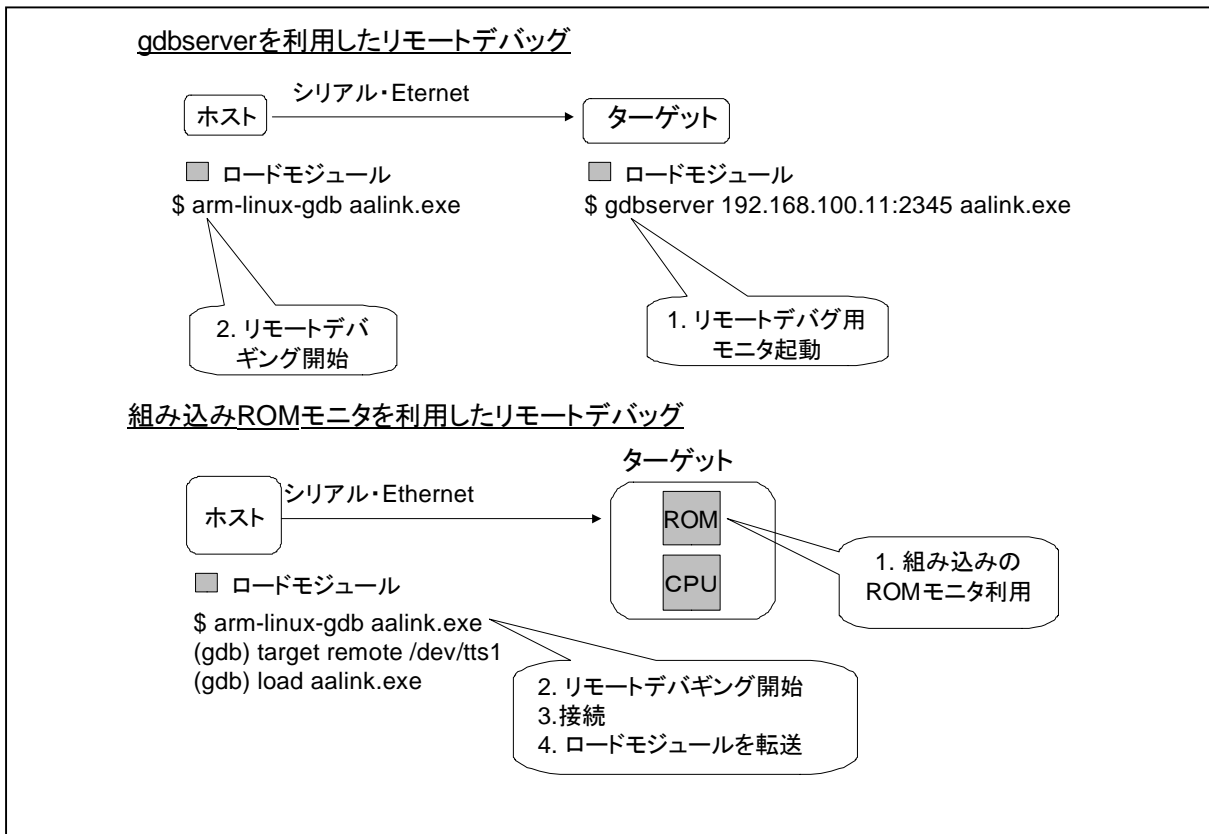 gdbserverを利用したリモートデバッグ
シリアル・Eternet
ホスト
ターゲット
ロードモジュール
$ arm-linux-gdb aalink.exe
ロードモジュール
$ gdbserver 192.168.100.11:2345 aalink.exe
2. リモートデバ
ギング開始
1. リモートデバグ用
モニタ起動
組み込みROMモニタを利用したリモートデバッグ
ターゲット
シリアル・Ethernet
ホスト
ROM
CPU
1. 組み込みの
ROMモニタ利用
ロードモジュール
$ arm-linux-gdb aalink.exe
(gdb) target remote /dev/tts1
(gdb) load aalink.exe
2. リモートデバギング開始
3.接続
4. ロードモジュールを転送